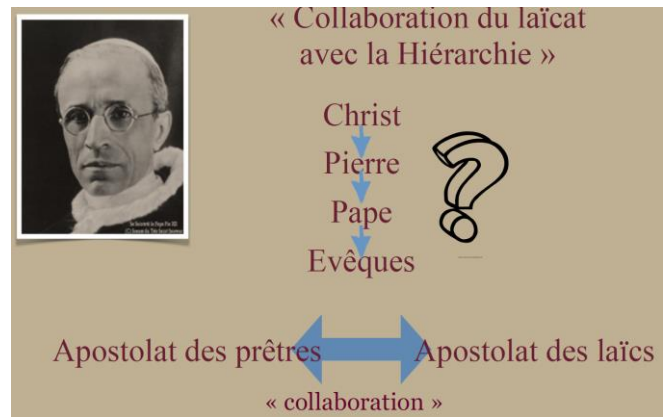 « Collaboration du laïcat
avec la Hiérarchie »
Christ
Pierre
Pape
Evêques
Apostolat des prêtres
Apostolat des laïcs
« collaboration »